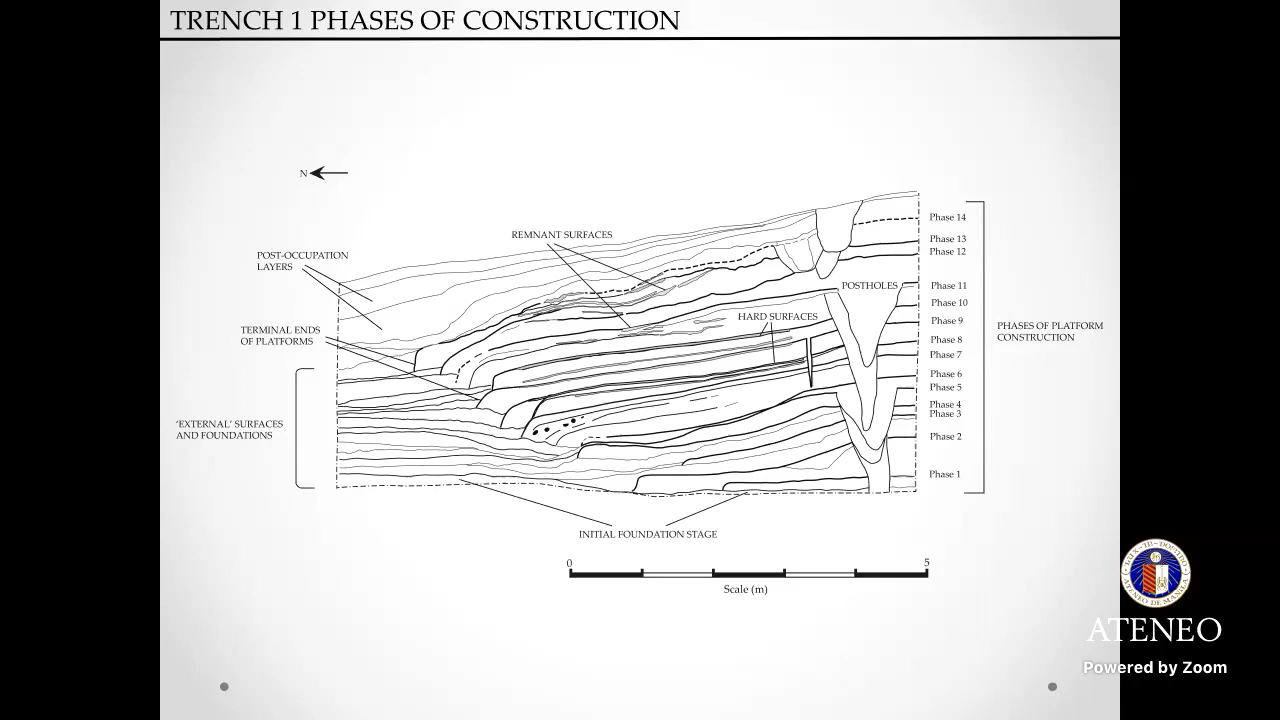 TRENCH 1 PHASES OF CONSTRUCTION
N
REMNANT SURFACES
POST-OCCUPATION
LAYERS
TERMINAL ENDS
OF PLATFORMS
HARD SURFACES
POSTHOLES
'EXTERNAL' SURFACES
AND FOUNDATIONS
Phase 14
Phase 13
Phase 12
Phase 11
Phase 10
Phase 9
Phase 8
Phase 7
Phase 6
Phase 5
Phase 4
Phase 3
Phase 2
Phase 1
PHASES OF PLATFORM
CONSTRUCTION
INITIAL FOUNDATION STAGE
0 5
Scale (m)
ATENEO
Powered by Zoom